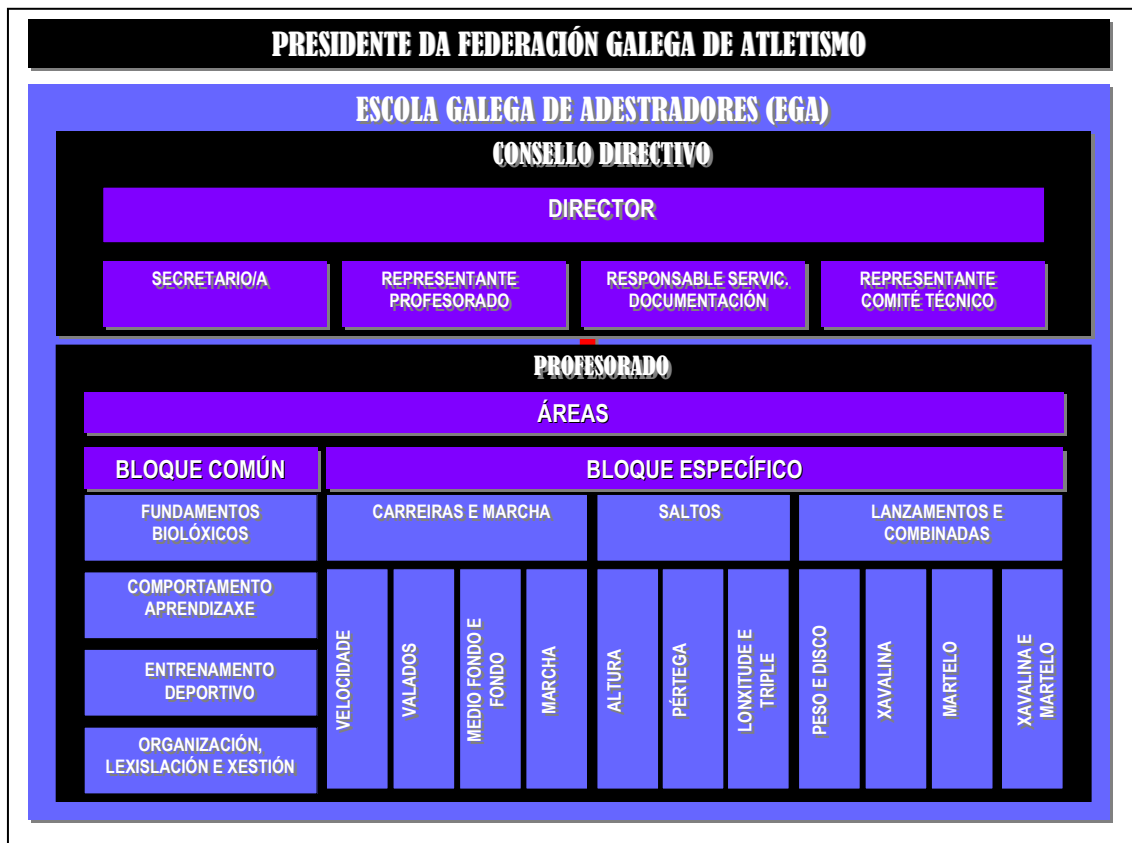 PRESIDENTE DA FEDERACIÓN GALEGA DE ATLETISMO
ESCOLA GALEGA DE ADESTRADORES (EGA)
CONSELLO DIRECTIVO
DIRECTOR
SECRETARIO/A
REPRESENTANTE
PROFESORADO
RESPONSABLE SERVIC.
DOCUMENTACIÓN
REPRESENTANTE
COMITÉ TÉCNICO
PROFESORADO
ÁREAS
BLOQUE COMÚN
BLOQUE ESPECÍFICO
FUNDAMENTOS
BIOLÓXICOS
COMPORTAMENTO
APRENDIZAXE
ENTRENAMENTO
DEPORTIVO
ORGANIZACIÓN,
LEXISLACIÓN E XESTIÓN
CARREIRAS E MARCHA
VELOCIDADE
VALADOS
MEDIO FONDO E
FONDO
MARCHA
SALTOS
ALTURA
PÉRTEGA
LONXITUDE E
TRIPLE
LANZAMENTOS E
COMBINADAS
PESO E DISCO
XAVALINA
MARTELO
XAVALINA E
MARTELO